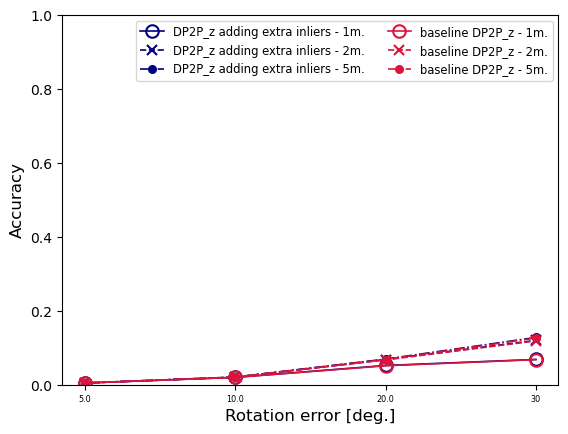 DP2P_z adding extra inliers - 1m.
DP2P_z adding extra inliers - 2m.
DP2P_z adding extra inliers - 5m.
baseline DP2P_z - 1m.
baseline DP2P_z - 2m.
baseline DP2P_z - 5m.
Accuracy
1.0
0.8
0.6
0.4
0.2
0.0
5.0 10.0 20.0 30
Rotation error [deg.]